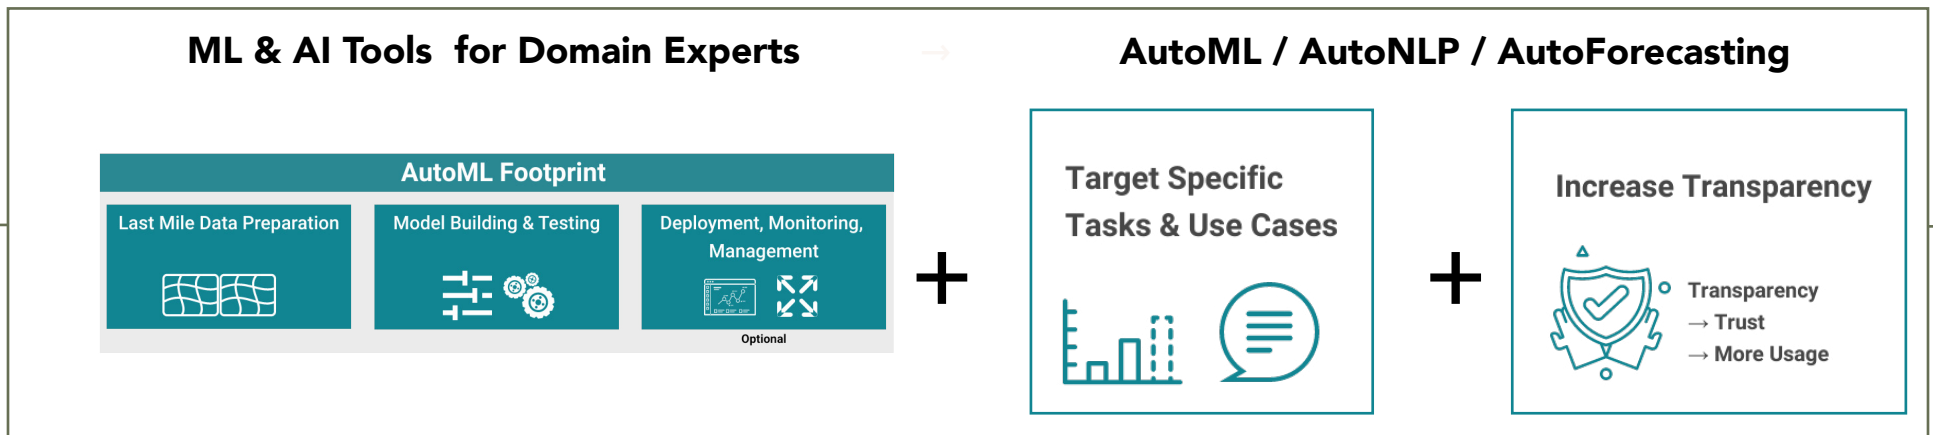 ML & AI Tools for Domain Experts
→
AutoML / AutoNLP / AutoForecasting
AutoML Footprint
Last Mile Data Preparation
Model Building & Testing
Deployment, Monitoring,
Management
Optional
+
Target Specific
Tasks & Use Cases
+
Increase Transparency
Transparency
→ Trust
→ More Usage